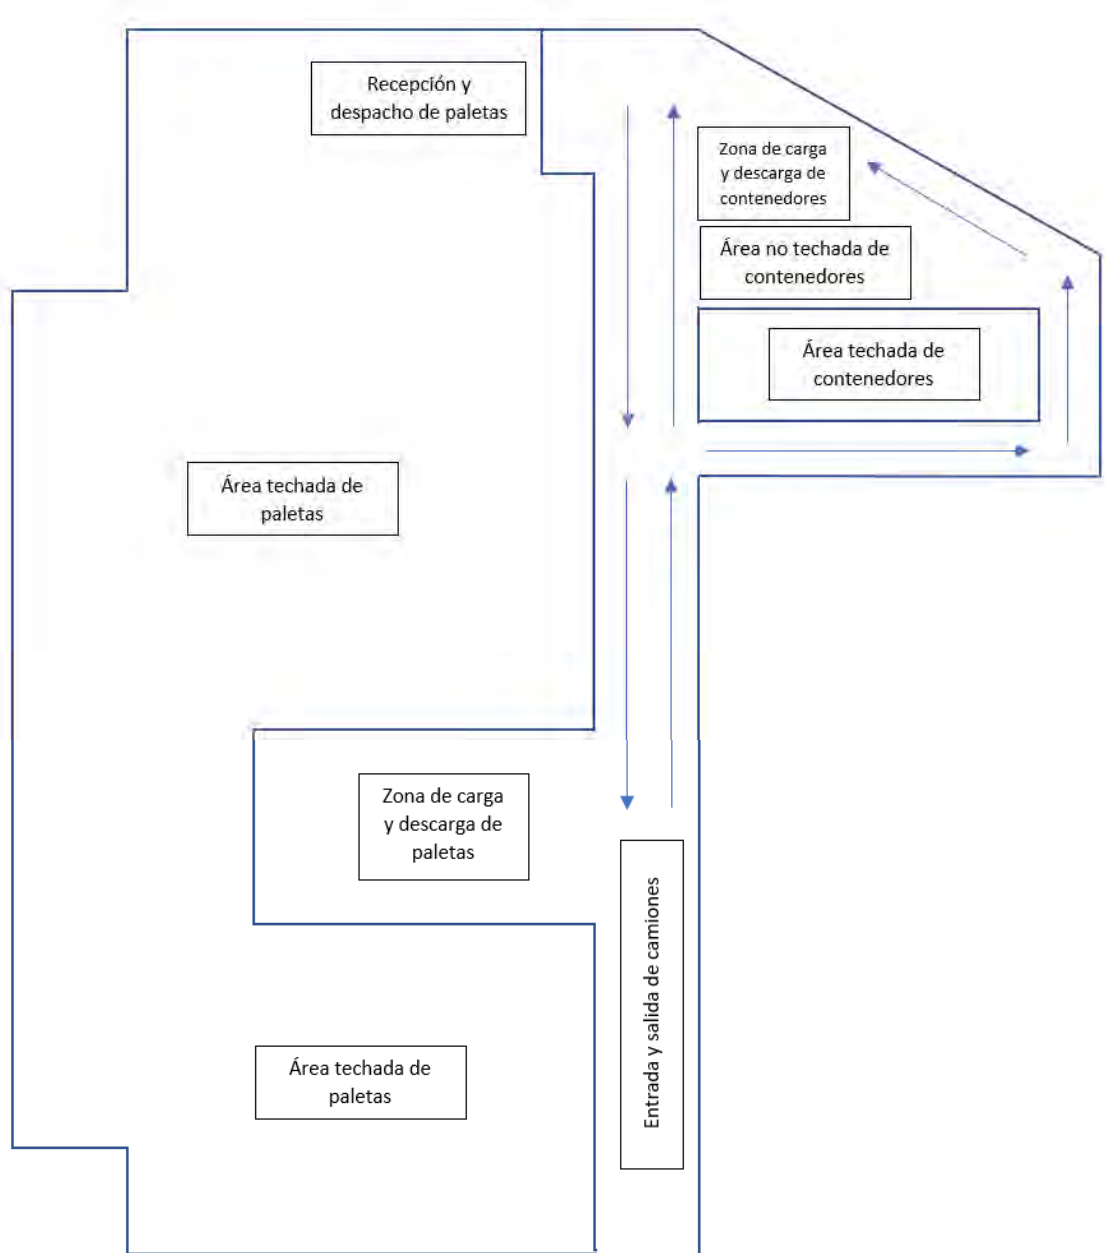 Recepción y
despacho de paletas
Zona de carga
y descarga de
contenedores
Área no techada de
contenedores
Área techada de
contenedores
Área techada de
paletas
Zona de carga
y descarga de
paletas
Entrada y salida de camiones
Área techada de
paletas